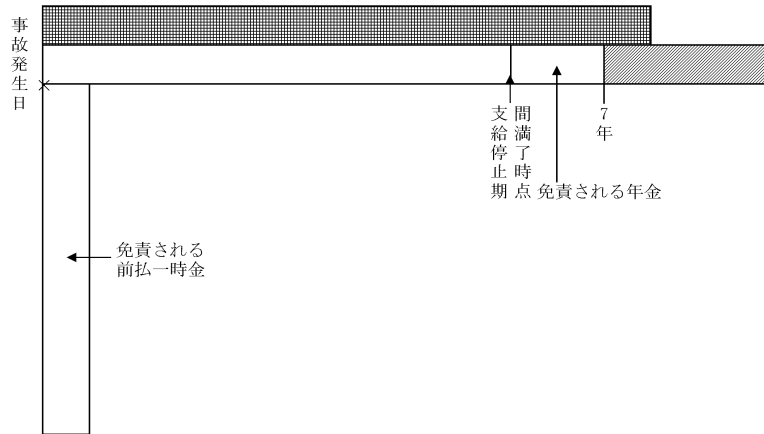 事故発生日
支給停止期
間満了時点
7年
免責される年金
免責される
前払一時金